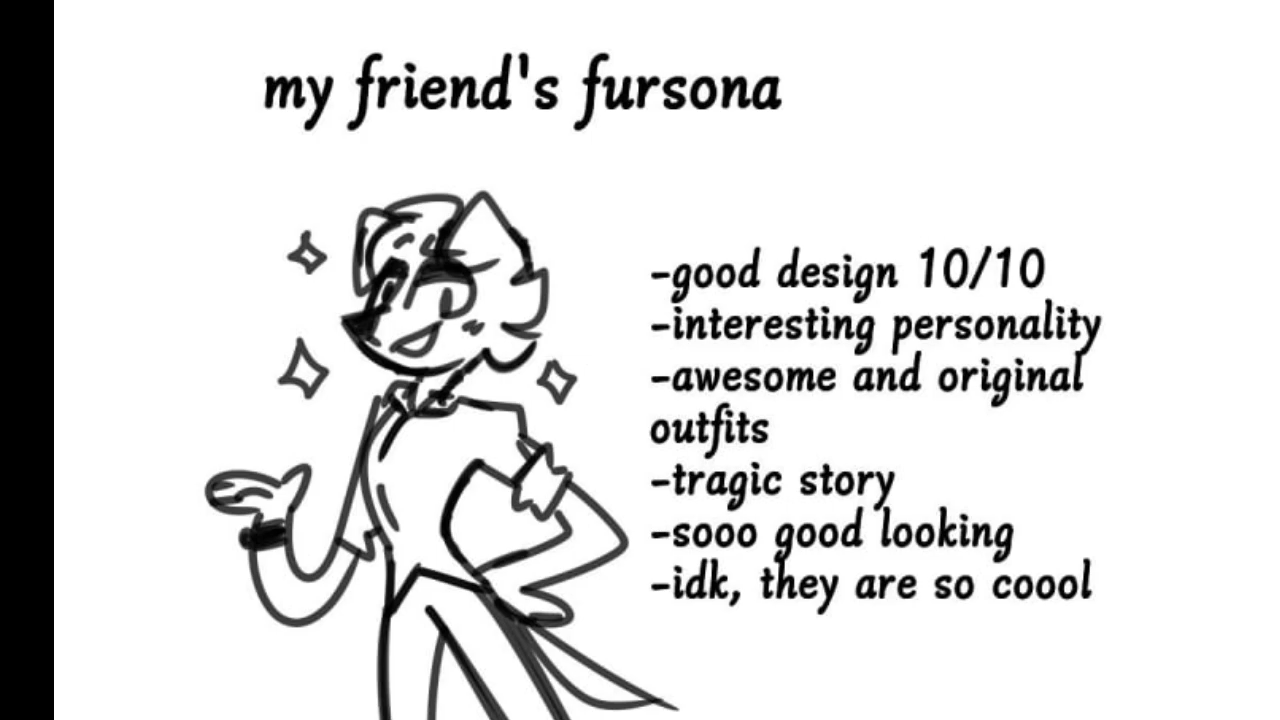 my friend's fursona
-good design 10/10
-interesting personality
-awesome and original
outfits
-tragic story
-sooo good looking
-idk, they are so coool